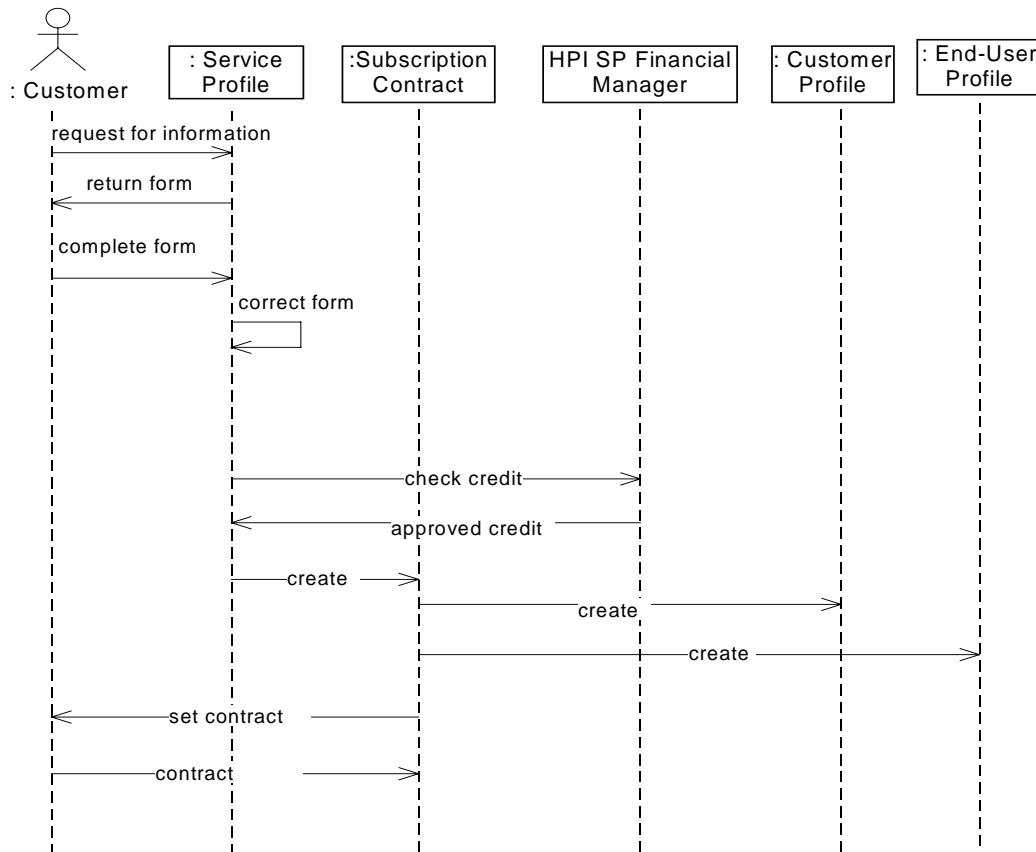 : Customer
: Service
Profile
:Subscription
Contract
HPI SP Financial
Manager
: Customer
Profile
: End-User
Profile
request for information
return form
complete form
correct form
check credit
approved credit
create
create
create
set contract
contract